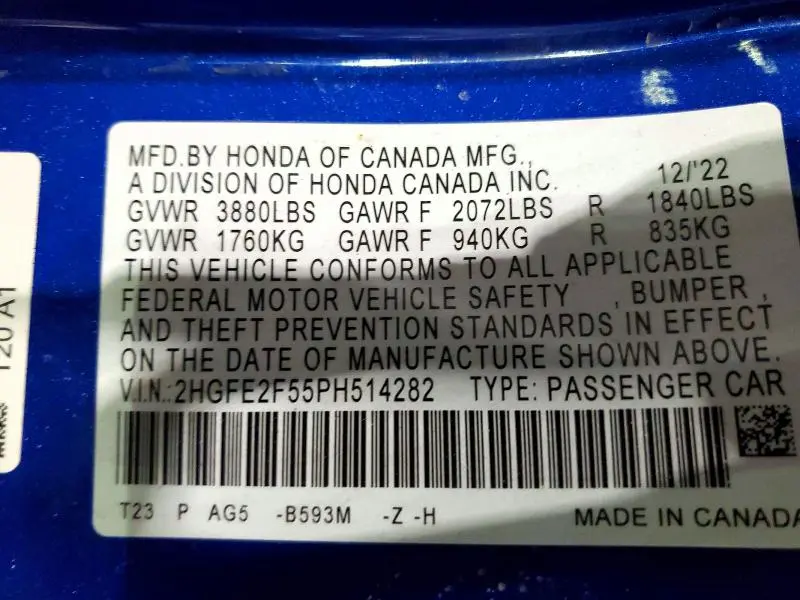 MFD.BY HONDA OF CANADA MFG.,
A DIVISION OF HONDA CANADA INC. 12/'22
GVWR 3880LBS GAWR F 2072LBS R 1840LBS
GVWR 1760KG GAWR F 940KG R 835KG
THIS VEHICLE CONFORMS TO ALL APPLICABLE
FEDERAL MOTOR VEHICLE SAFETY , BUMPER ,
AND THEFT PREVENTION STANDARDS IN EFFECT
ON THE DATE OF MANUFACTURE SHOWN ABOVE.
V.I.N.:2HGFE2F55PH514282 TYPE: PASSENGER CAR
T23 P AG5 -B593M -Z -H MADE IN CANADA
120 A1